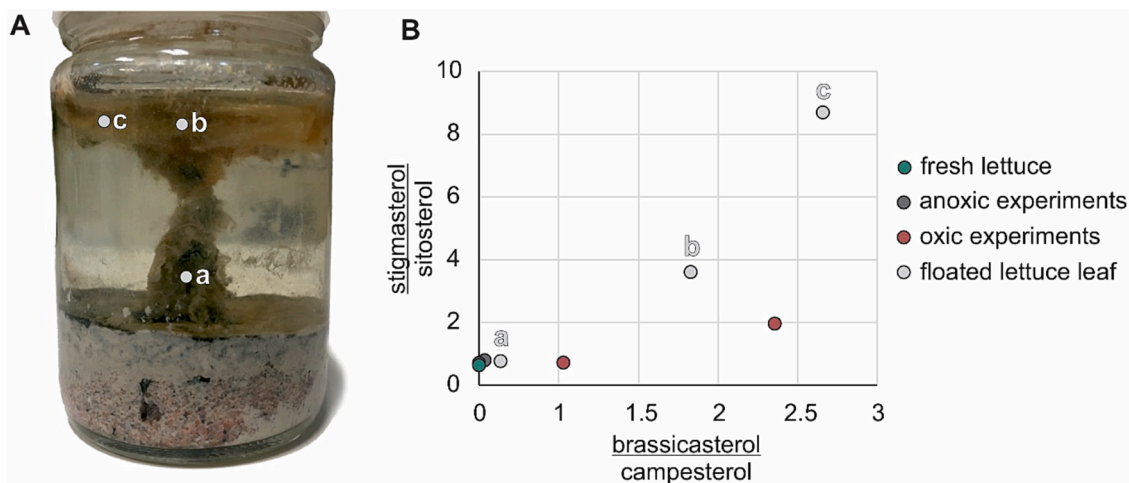 A
c b
a
B
10
8
6
4
2
0
stigmasterol
sitosterol
c
b
a
0 1 1.5 2 2.5 3
brassicasterol
campesterol
fresh lettuce
anoxic experiments
oxic experiments
floated lettuce leaf